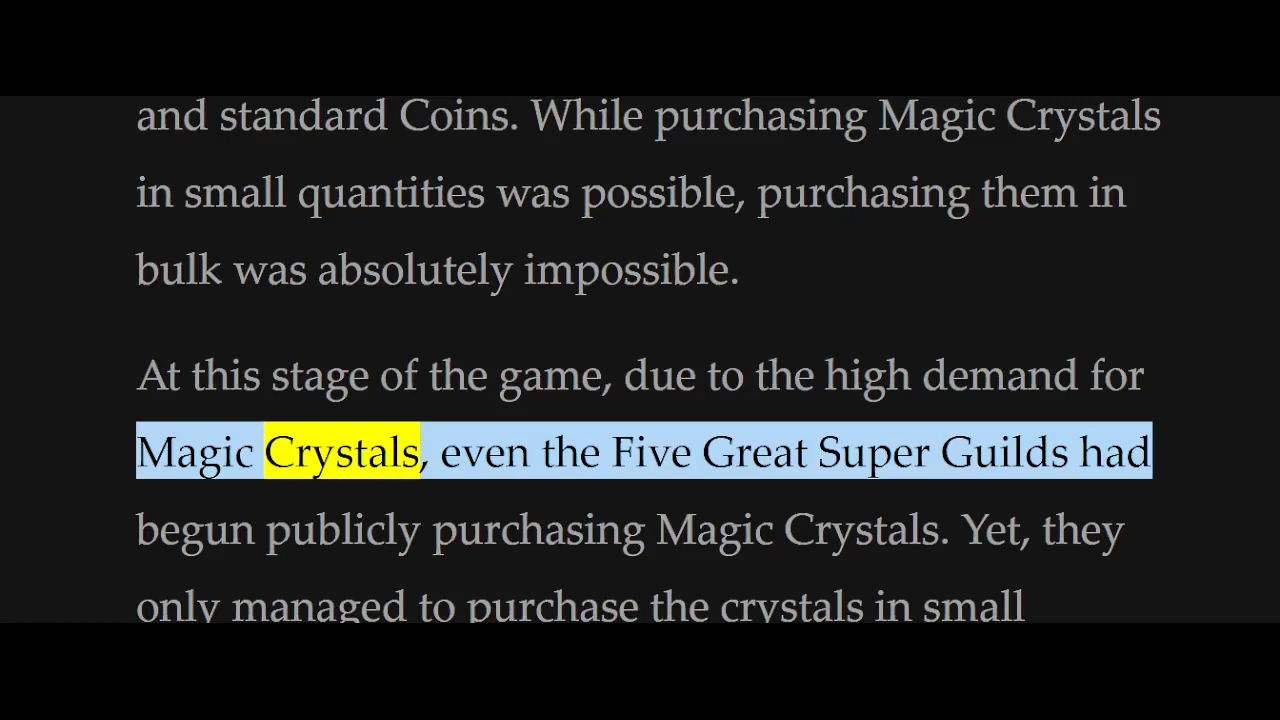 and standard Coins. While purchasing Magic Crystals
in small quantities was possible, purchasing them in
bulk was absolutely impossible.
At this stage of the game, due to the high demand for
Magic Crystals, even the Five Great Super Guilds had
begun publicly purchasing Magic Crystals. Yet, they
only managed to purchase the crystals in small